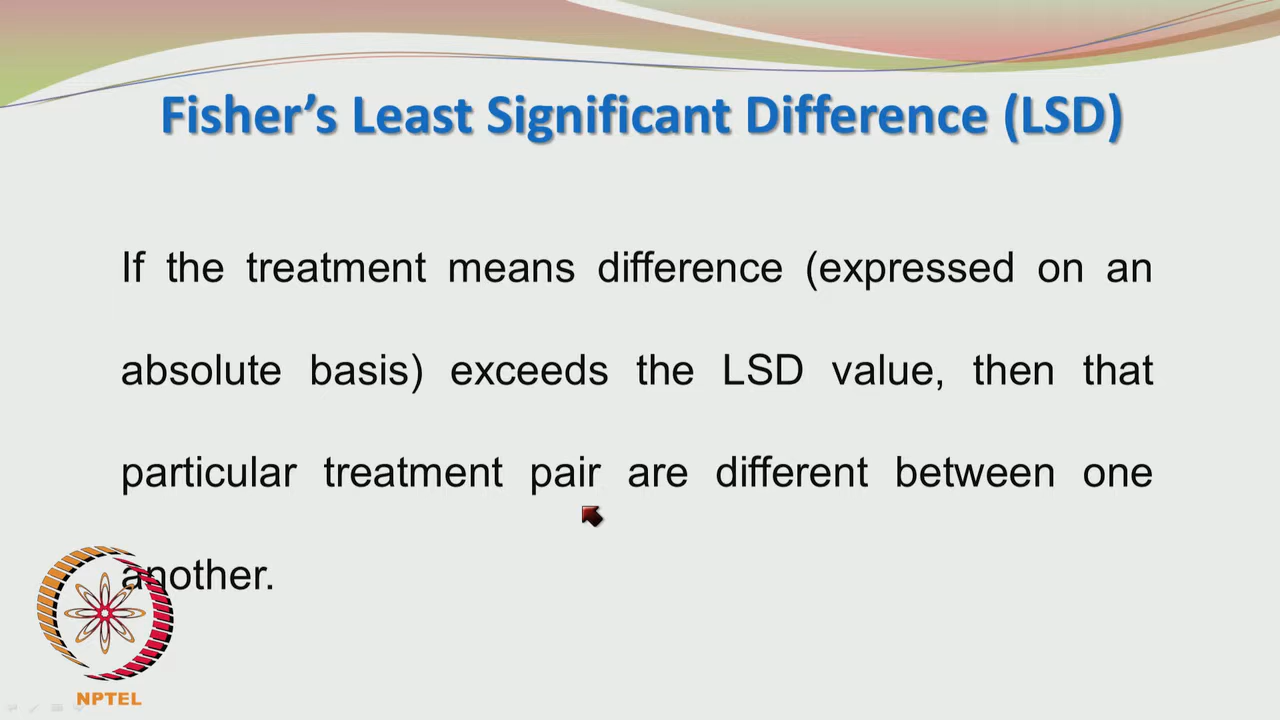 Fisher’s Least Significant Difference (LSD)
If the treatment means difference (expressed on an
absolute basis) exceeds the LSD value, then that
particular treatment pair are different between one
another.
NPTEL